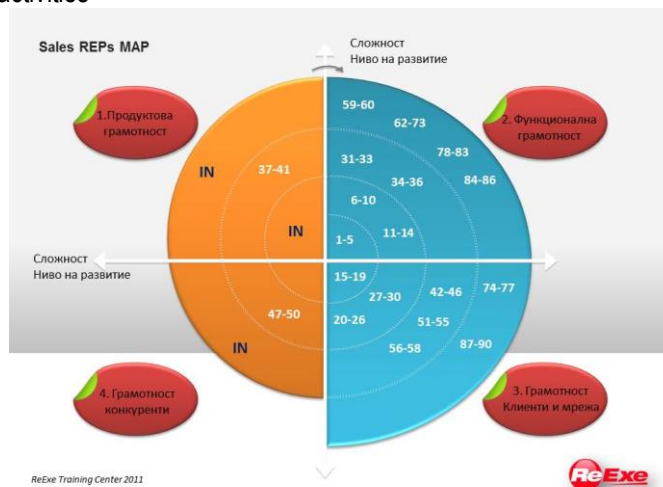 Sales REPs MAP
Сложност
Ниво на развитие
1.Продуктова
грамотност
2. Функционална
грамотност
59-60
62-73
78-83
84-86
31-33
34-36
6-10
11-14
1-5
IN
37-41
IN
Сложност
Ниво на развитие
15-19
27-30
42-46
74-77
20-26
51-55
56-58
87-90
47-50
IN
4. Грамотност
конкуренти
3. Грамотност
Клиенти и мрежа
ReExe Training Center 2011
ReExe